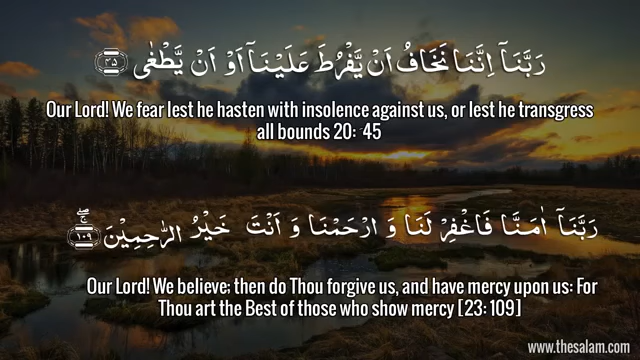 رَبَّنَآ اِنَّنَا نَخَافُ اَنْ يَّفْرُطَ عَلَيْنَآ اَوْ اَنْ يَّطْغٰى ﴿۴۵﴾
Our Lord! We fear lest he hasten with insolence against us, or lest he transgress
all bounds 20: 45
رَبَّنَآ اٰمَنَّا فَاغْفِرْ لَنَا وَ ارْحَمْنَا وَ اَنْتَ خَيْرُ الرّٰحِمِيْنَ ﴿۱۰۹﴾
Our Lord! We believe; then do Thou forgive us, and have mercy upon us: For
Thou art the Best of those who show mercy [23: 109]
www.thesalam.com